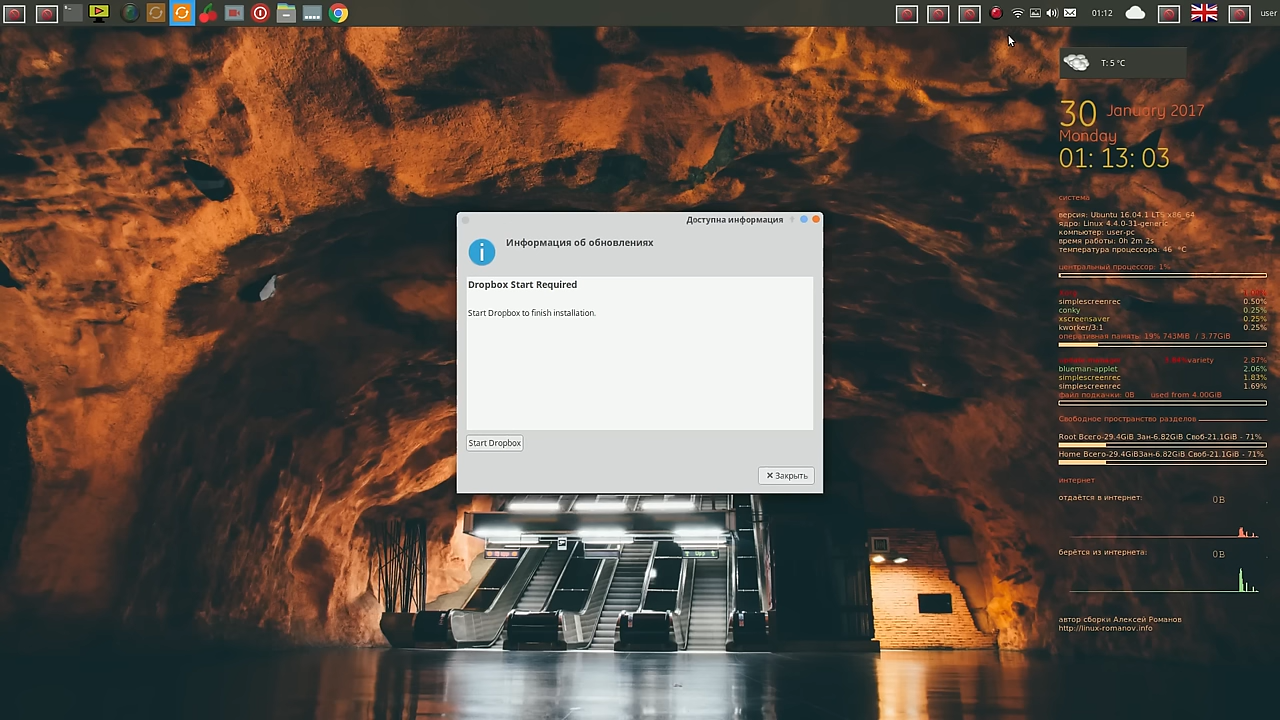 01:12
user
T: 5 °C
30 January 2017
Monday
01: 13: 03
система
версия: Ubuntu 16.04.1 LTS x86_64
ядро: Linux 4.4.0-31-generic
компьютер: user-pc
время работы: 0h 2m 2s
температура процессора: 46 °C
центральный процессор: 1%
simplescreenrec 0.50%
conky 0.25%
xscreensaver 0.25%
kworker/3:1 0.25%
оперативная память: 19% 743MiB / 3.77GiB
variety 2.87%
blueman-applet 2.06%
simplescreenrec 1.83%
simplescreenrec 1.69%
файл подкачки: 0B used from 4.00GiB
Свободное пространство разделов
Root Всего-29.4GiB Зан-6.82GiB Своб-21.1GiB - 71%
Home Всего-29.4GiBЗан-6.82GiB Своб-21.1GiB - 71%
интернет
отдаётся в интернет: 0B
берётся из интернета: 0B
автор сборки Алексей Романов
http://linux-romanov.info
Доступна информация
Информация об обновлениях
Dropbox Start Required
Start Dropbox to finish installation.
Start Dropbox
Закрыть